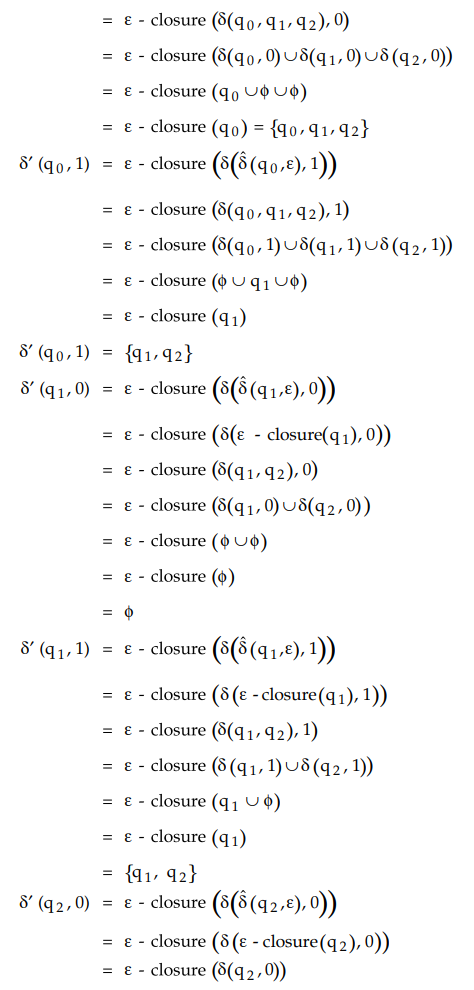 = ε - closure (δ(q₀, q₁, q₂), 0)
= ε - closure (δ(q₀, 0) ∪ δ(q₁, 0) ∪ δ (q₂, 0))
= ε - closure (q₀ ∪ ϕ ∪ ϕ)
= ε - closure (q₀) = {q₀, q₁, q₂}
δ′ (q₀, 1) = ε - closure (δ(δ̂ (q₀,ε), 1))
= ε - closure (δ(q₀, q₁, q₂), 1)
= ε - closure (δ(q₀, 1) ∪ δ(q₁, 1) ∪ δ (q₂, 1))
= ε - closure (ϕ ∪ q₁ ∪ ϕ)
= ε - closure (q₁)
δ′ (q₀, 1) = {q₁, q₂}
δ′ (q₁, 0) = ε - closure (δ(δ̂ (q₁,ε), 0))
= ε - closure (δ(ε - closure(q₁), 0))
= ε - closure (δ(q₁, q₂), 0)
= ε - closure (δ(q₁, 0) ∪ δ(q₂, 0))
= ε - closure (ϕ ∪ ϕ)
= ε - closure (ϕ)
= ϕ
δ′ (q₁, 1) = ε - closure (δ(δ̂ (q₁,ε), 1))
= ε - closure (δ (ε - closure(q₁), 1))
= ε - closure (δ(q₁, q₂), 1)
= ε - closure (δ (q₁, 1) ∪ δ (q₂, 1))
= ε - closure (q₁ ∪ ϕ)
= ε - closure (q₁)
= {q₁, q₂}
δ′ (q₂, 0) = ε - closure (δ(δ̂ (q₂,ε), 0))
= ε - closure (δ (ε - closure(q₂), 0))
= ε - closure (δ(q₂, 0))